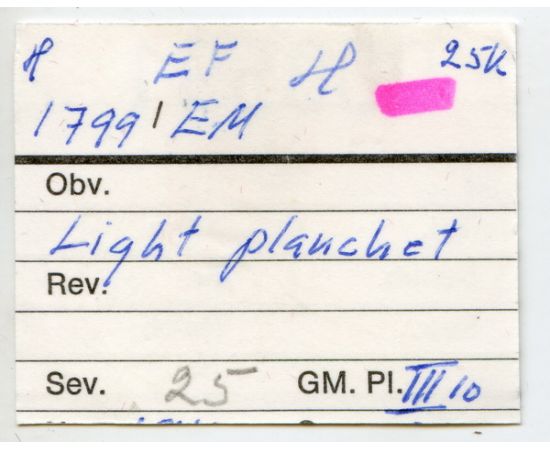 H EF H 25K
1799 / EM
Obv.
Light planchet
Rev.
Sev. 25 GM. Pl. III 10